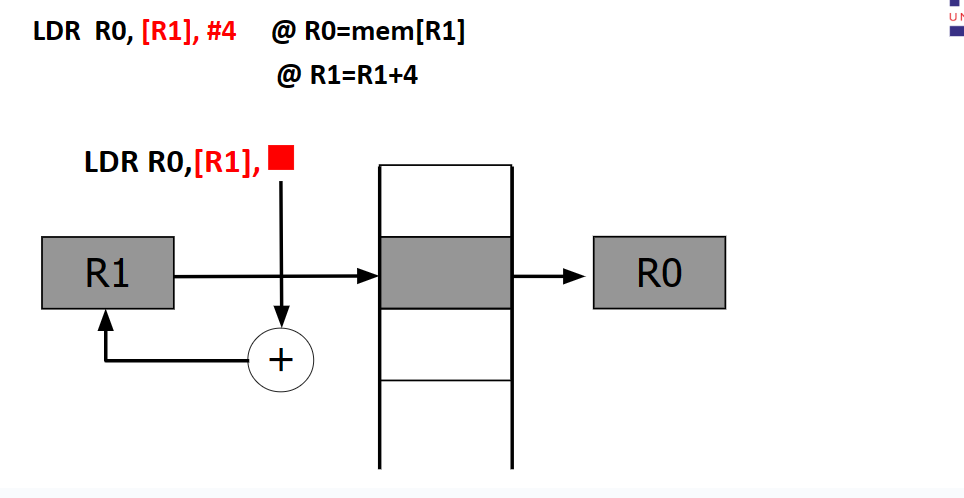 LDR R0, [R1], #4 @ R0=mem[R1]
@ R1=R1+4
LDR R0,[R1],
R1
R0
+